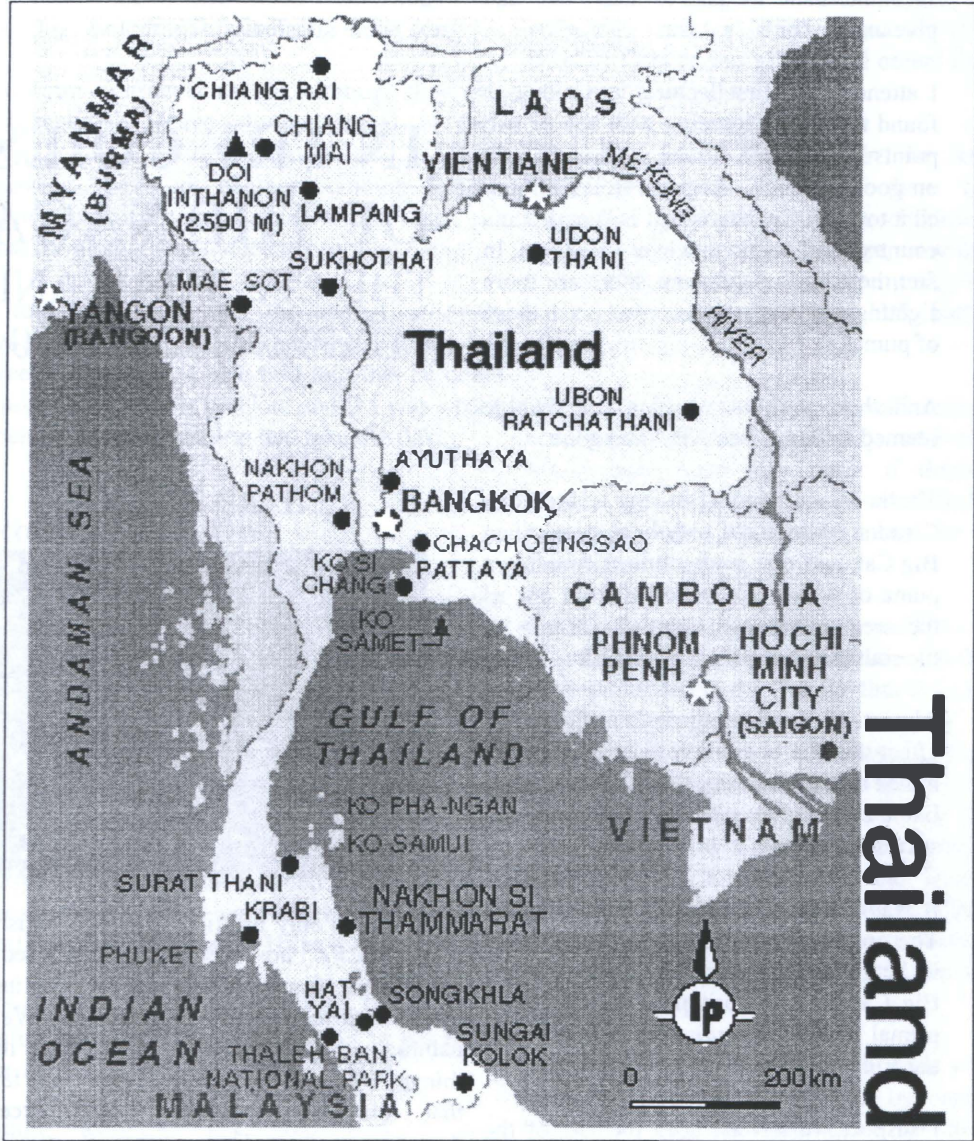 MYANMAR
(BURMA)
CHIANG RAI
CHIANG
MAI
DOI
INTHANON
(2590 M)
LAMPANG
LAOS
VIENTIANE
MEKONG
RIVER
UDON
THANI
SUKHOTHAI
MAE SOT
YANGON
(RANGOON)
Thailand
UBON
RATCHATHANI
AYUTHAYA
NAKHON
PATHOM
BANGKOK
CHACHOENGSAO
KO SI
CHANG
PATTAYA
KO
SAMET
ANDAMAN SEA
CAMBODIA
PHNOM
PENH
HO CHI
MINH
CITY
(SAIGON)
GULF OF
THAILAND
KO PHA-NGAN
KO SAMUI
VIETNAM
SURAT THANI
NAKHON SI
THAMMARAT
KRABI
PHUKET
HAT
YAI
SONGKHLA
INDIAN
OCEAN
THALEH BAN
NATIONAL PARK
SUNGAI
KOLOK
MALAYSIA
lp
0 200 km
Thailand